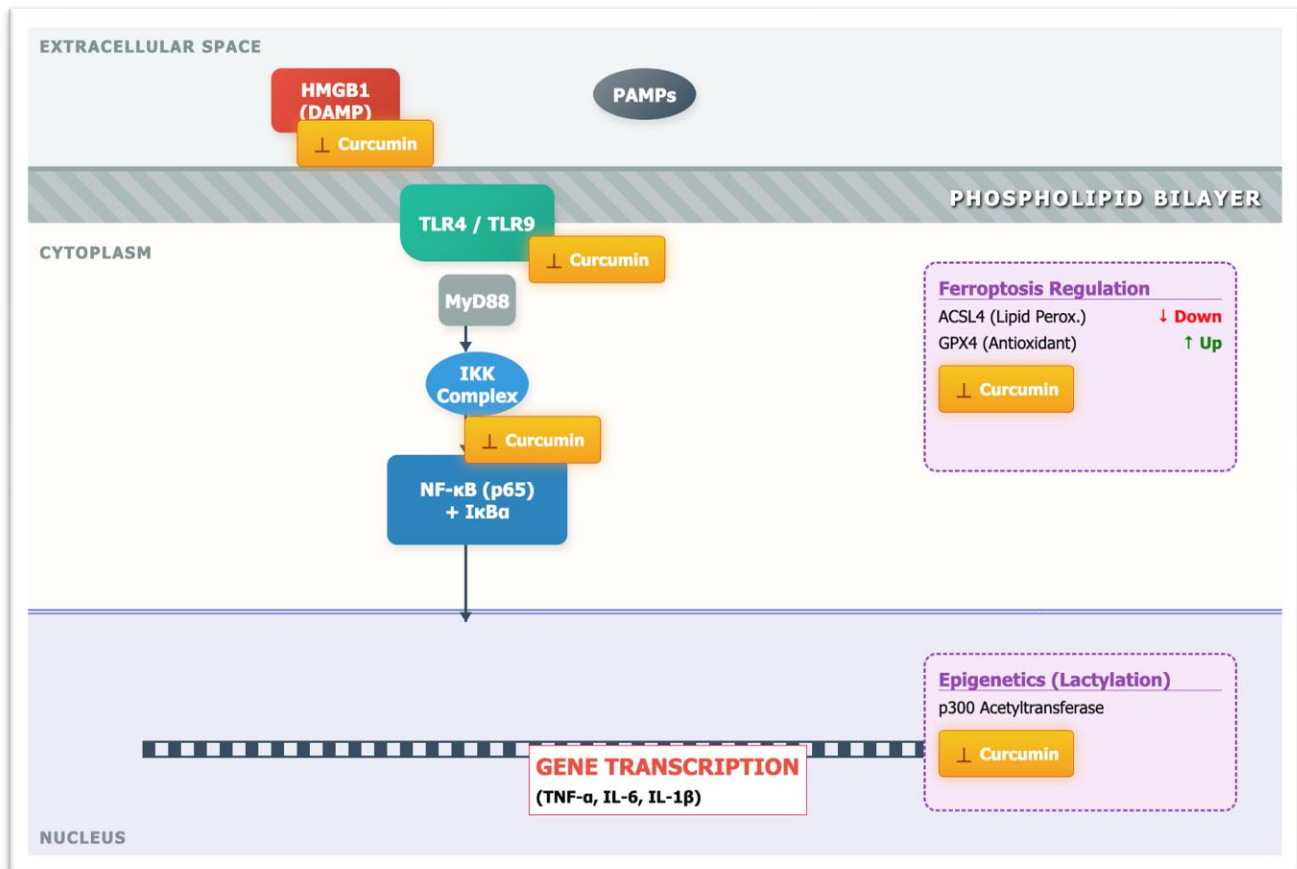 EXTRACELLULAR SPACE
HMGB1
(DAMP)
⊥ Curcumin
PAMPs
PHOSPHOLIPID BILAYER
TLR4 / TLR9
⊥ Curcumin
CYTOPLASM
MyD88
IKK
Complex
⊥ Curcumin
NF-κB (p65)
+ IκBα
Ferroptosis Regulation
ACSL4 (Lipid Perox.) ↓ Down
GPX4 (Antioxidant) ↑ Up
⊥ Curcumin
Epigenetics (Lactylation)
p300 Acetyltransferase
⊥ Curcumin
GENE TRANSCRIPTION
(TNF-α, IL-6, IL-1β)
NUCLEUS